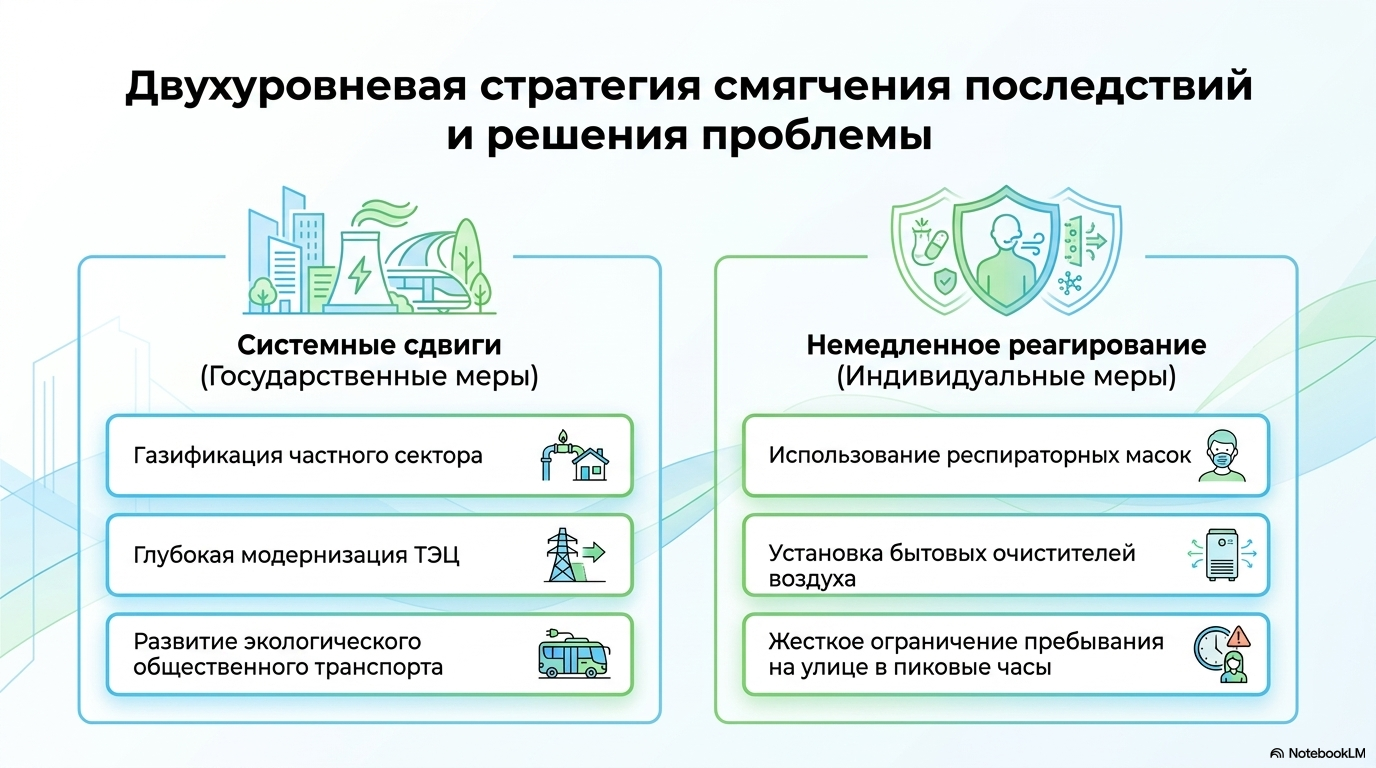 Двухуровневая стратегия смягчения последствий
и решения проблемы
Системные сдвиги
(Государственные меры)
Газификация частного сектора
Глубокая модернизация ТЭЦ
Развитие экологического
общественного транспорта
Немедленное реагирование
(Индивидуальные меры)
Использование респираторных масок
Установка бытовых очистителей
воздуха
Жесткое ограничение пребывания
на улице в пиковые часы
NotebookLM